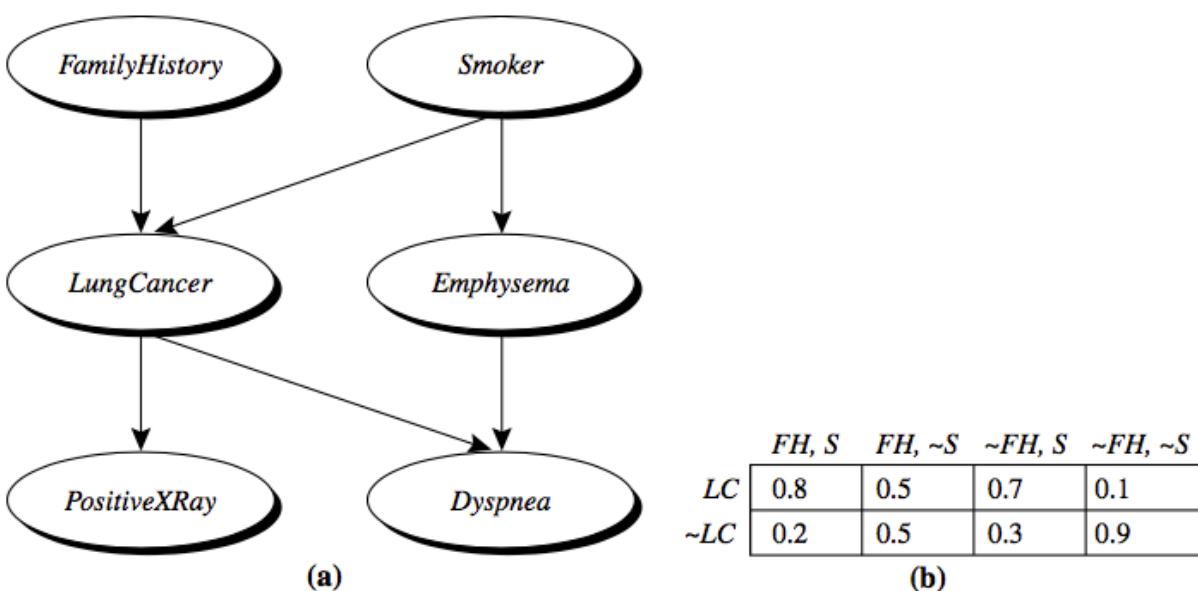 FamilyHistory Smoker
LungCancer Emphysema
PositiveXRay Dyspnea
(a)
FH, S FH, ~S ~FH, S ~FH, ~S
LC 0.8 0.5 0.7 0.1
~LC 0.2 0.5 0.3 0.9
(b)